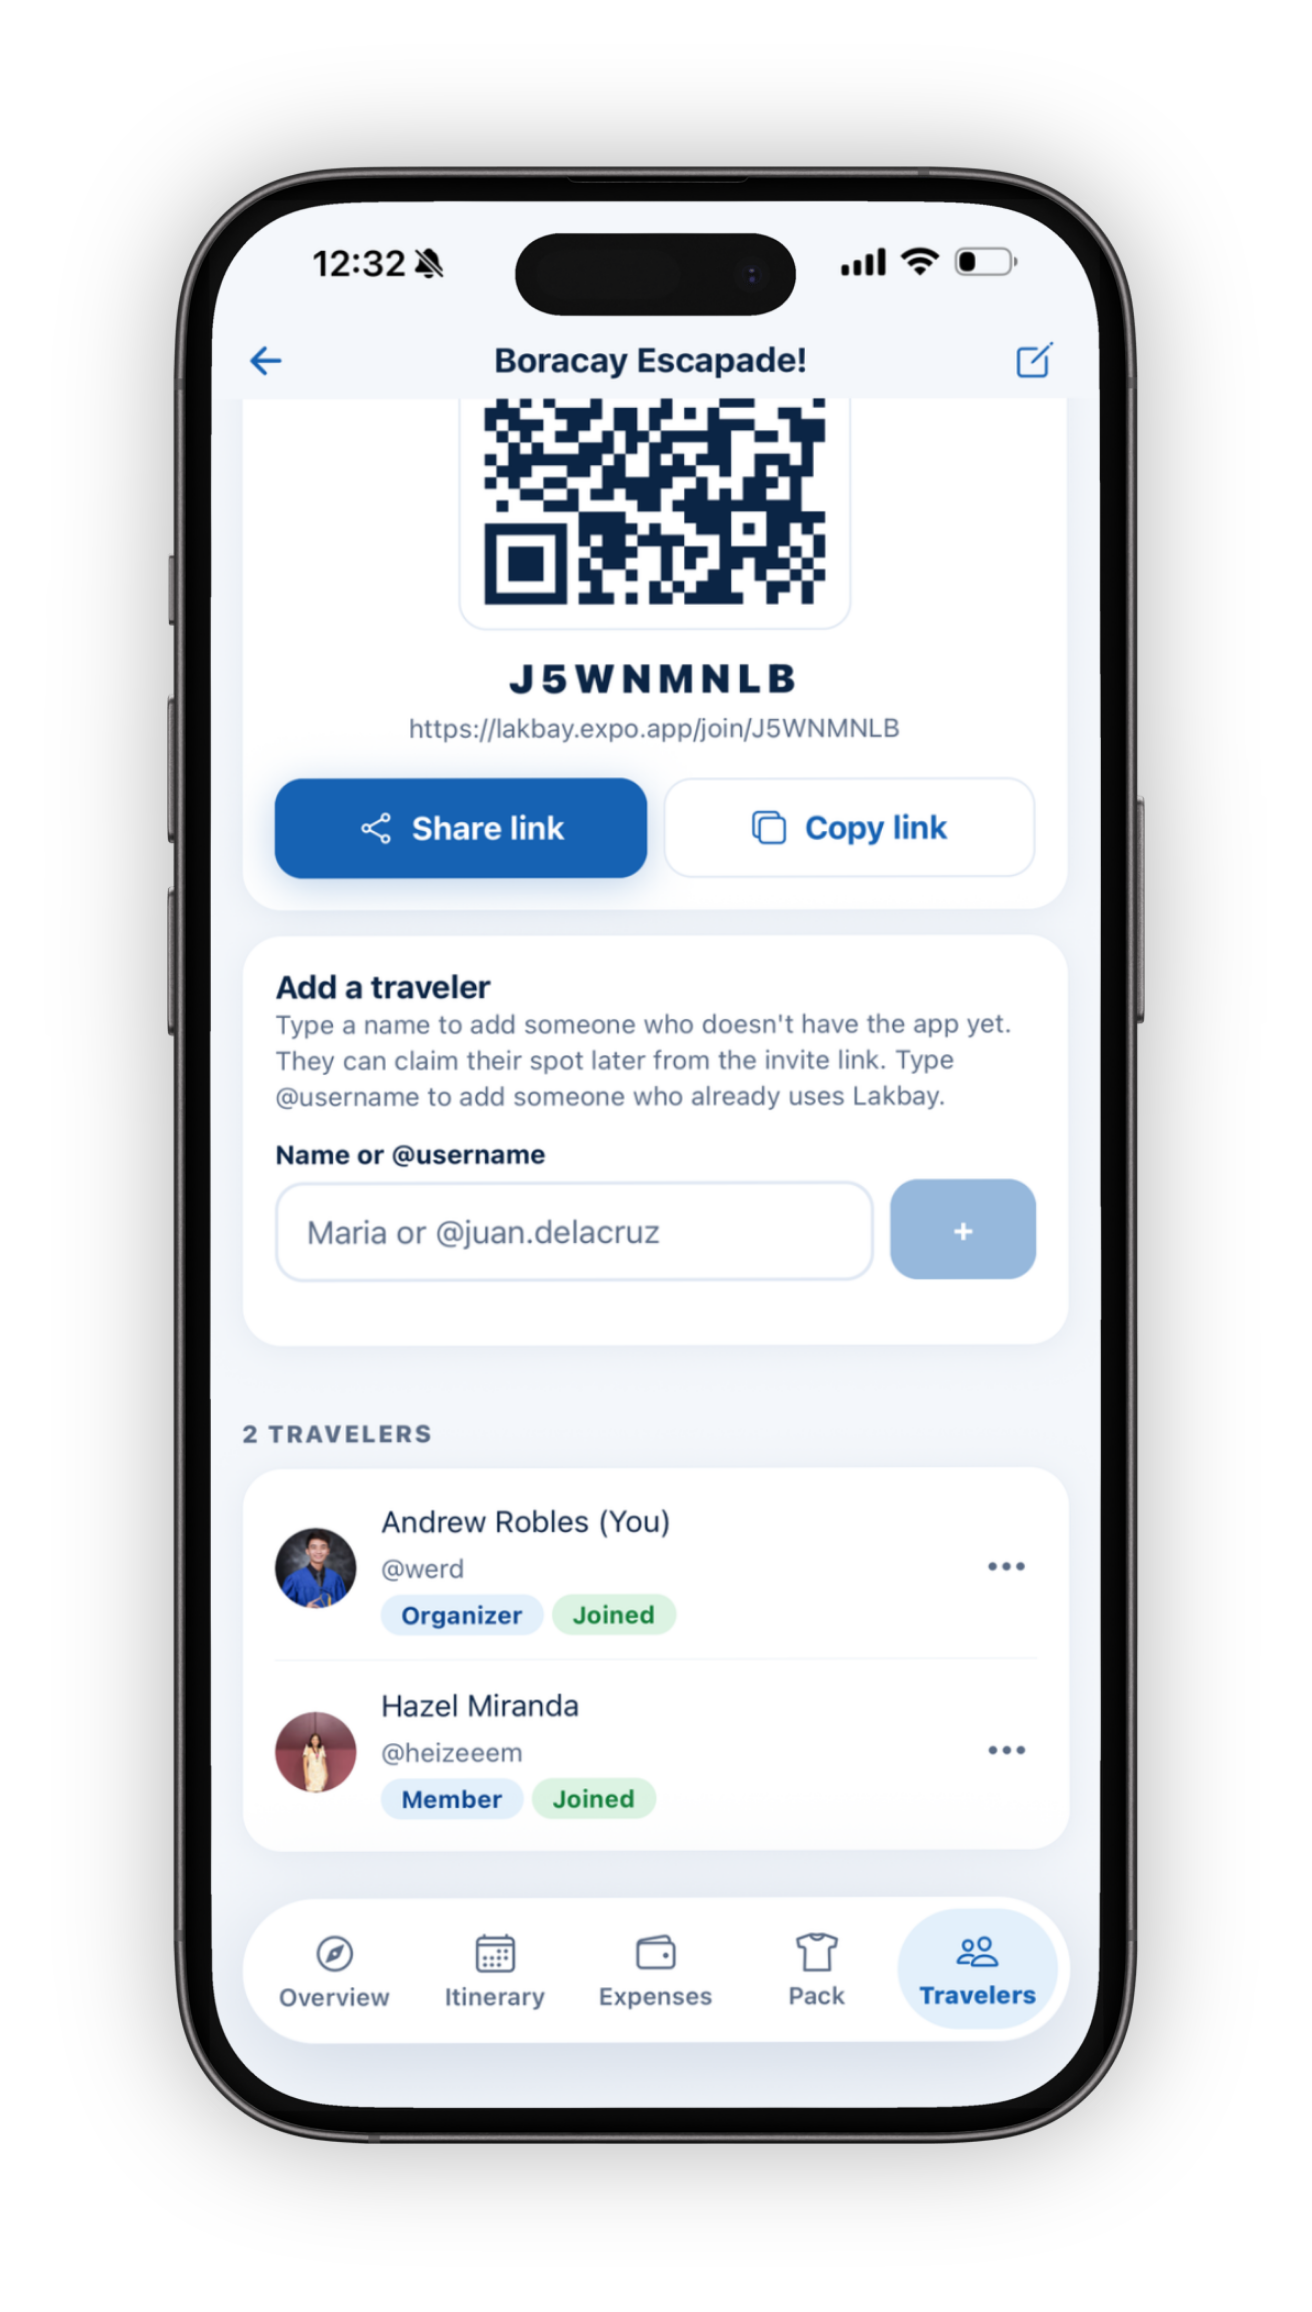 12:32
Boracay Escapade!
J5WNMNLB
https://lakbay.expo.app/join/J5WNMNLB
Share link
Copy link
Add a traveler
Type a name to add someone who doesn't have the app yet.
They can claim their spot later from the invite link. Type
@username to add someone who already uses Lakbay.
Name or @username
Maria or @juan.delacruz
+
2 TRAVELERS
Andrew Robles (You)
@werd
Organizer Joined
Hazel Miranda
@heizeeem
Member Joined
Overview Itinerary Expenses Pack Travelers